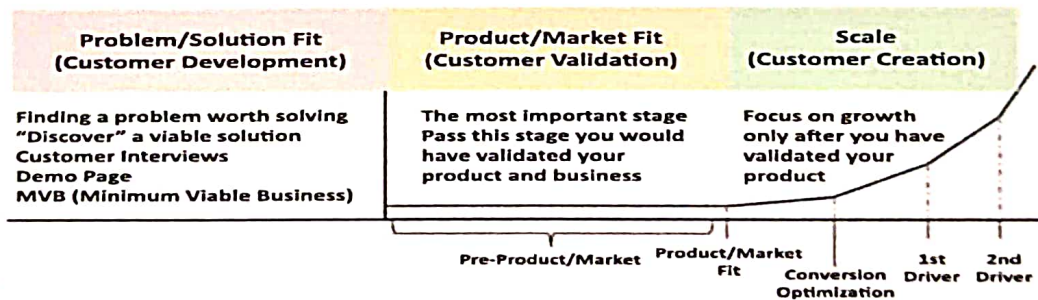 Problem/Solution Fit
(Customer Development)
Product/Market Fit
(Customer Validation)
Scale
(Customer Creation)
Finding a problem worth solving
“Discover” a viable solution
Customer Interviews
Demo Page
MVB (Minimum Viable Business)
The most important stage
Pass this stage you would
have validated your
product and business
Focus on growth
only after you have
validated your
product
Pre-Product/Market
Product/Market
Fit
Conversion
Optimization
1st
Driver
2nd
Driver